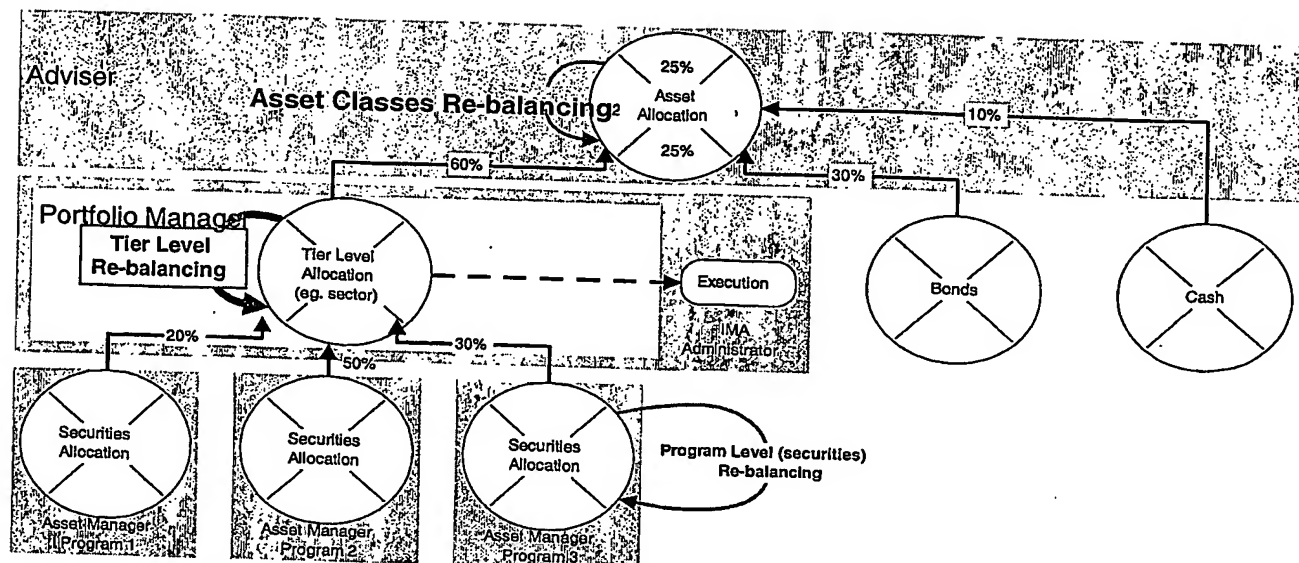 Adviser
25%
Asset Classes Re-balancing2
Asset
Allocation
25%
10%
60%
30%
Portfolio Manager
Tier Level
Re-balancing
Tier Level
Allocation
(eg. sector)
Execution
IMA
Administrator
Bonds
Cash
20%
50%
30%
Securities
Allocation
Securities
Allocation
Securities
Allocation
Program Level (securities)
Re-balancing
Asset Manager
Program 1
Asset Manager
Program 2
Asset Manager
Program 3